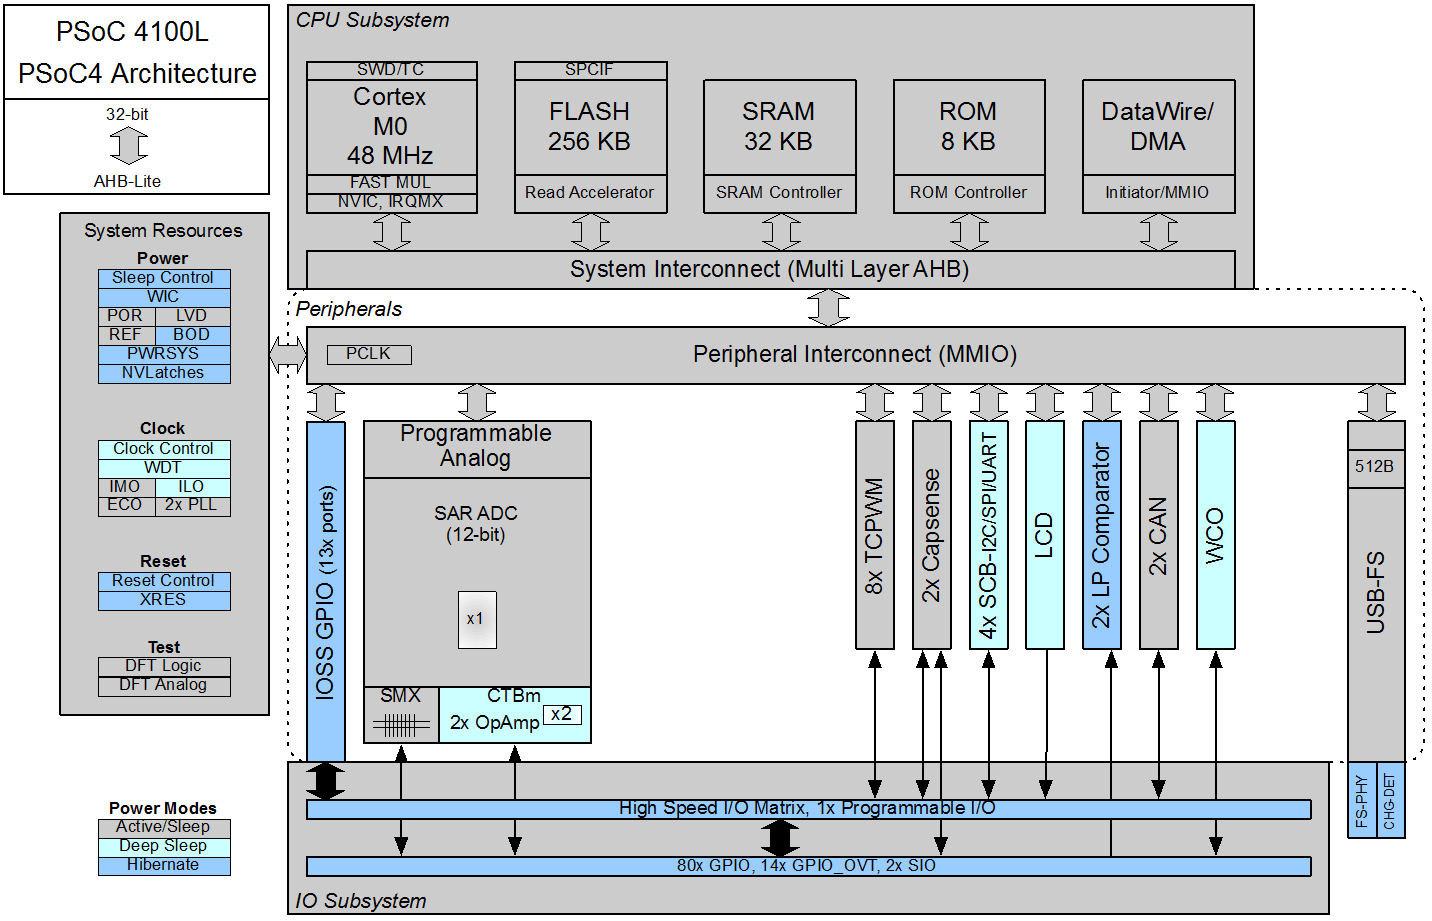 PSoC 4100L
PSoC4 Architecture
32-bit
AHB-Lite
CPU Subsystem
SWD/TC
Cortex
M0
48 MHz
FAST MUL
NVIC, IRQMX
SPCIF
FLASH
256 KB
Read Accelerator
SRAM
32 KB
SRAM Controller
ROM
8 KB
ROM Controller
DataWire/
DMA
Initiator/MMIO
System Interconnect (Multi Layer AHB)
System Resources
Power
Sleep Control
WIC
POR LVD
REF BOD
PWRSYS
NVLatches
Clock
Clock Control
WDT
IMO ILO
ECO 2x PLL
Reset
Reset Control
XRES
Test
DFT Logic
DFT Analog
Peripherals
PCLK
Peripheral Interconnect (MMIO)
IOSS GPIO (13x ports)
Programmable
Analog
SAR ADC
(12-bit)
x1
SMX
CTBm
2x OpAmp x2
8x TCPWM
2x Capsense
4x SCB-I2C/SPI/UART
LCD
2x LP Comparator
2x CAN
WCO
512B
USB-FS
FS-PHY
CHG-DET
Power Modes
Active/Sleep
Deep Sleep
Hibernate
High Speed I/O Matrix, 1x Programmable I/O
80x GPIO, 14x GPIO_OVT, 2x SIO
IO Subsystem